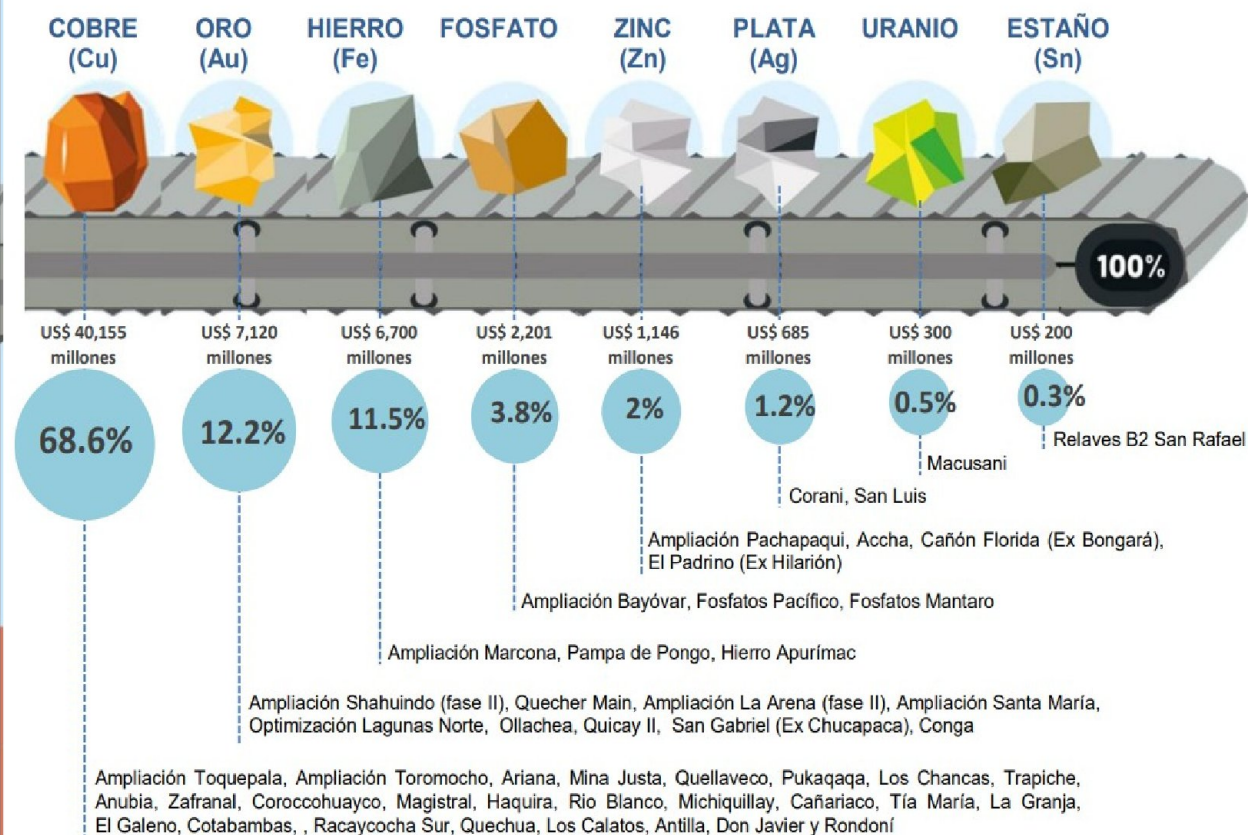 COBRE ORO HIERRO FOSFATO ZINC PLATA URANIO ESTAÑO
(Cu) (Au) (Fe) (Zn) (Ag) (Sn)
100%
US$ 40,155 US$ 7,120 US$ 6,700 US$ 2,201 US$ 1,146 US$ 685 US$ 300 US$ 200
millones millones millones millones millones millones millones millones
68.6% 12.2% 11.5% 3.8% 2% 1.2% 0.5% 0.3%
Relaves B2 San Rafael
Macusani
Corani, San Luis
Ampliación Pachapaqui, Accha, Cañón Florida (Ex Bongará),
El Padrino (Ex Hilarión)
Ampliación Bayóvar, Fosfatos Pacífico, Fosfatos Mantaro
Ampliación Marcona, Pampa de Pongo, Hierro Apurímac
Ampliación Shahuindo (fase II), Quecher Main, Ampliación La Arena (fase II), Ampliación Santa María,
Optimización Lagunas Norte, Ollachea, Quicay II, San Gabriel (Ex Chucapaca), Conga
Ampliación Toquepala, Ampliación Toromocho, Ariana, Mina Justa, Quellaveco, Pukaqaqa, Los Chancas, Trapiche,
Anubia, Zafranal, Coroccohuayco, Magistral, Haquira, Rio Blanco, Michiquillay, Cañariaco, Tía María, La Granja,
El Galeno, Cotabambas, , Racaycocha Sur, Quechua, Los Calatos, Antilla, Don Javier y Rondoní